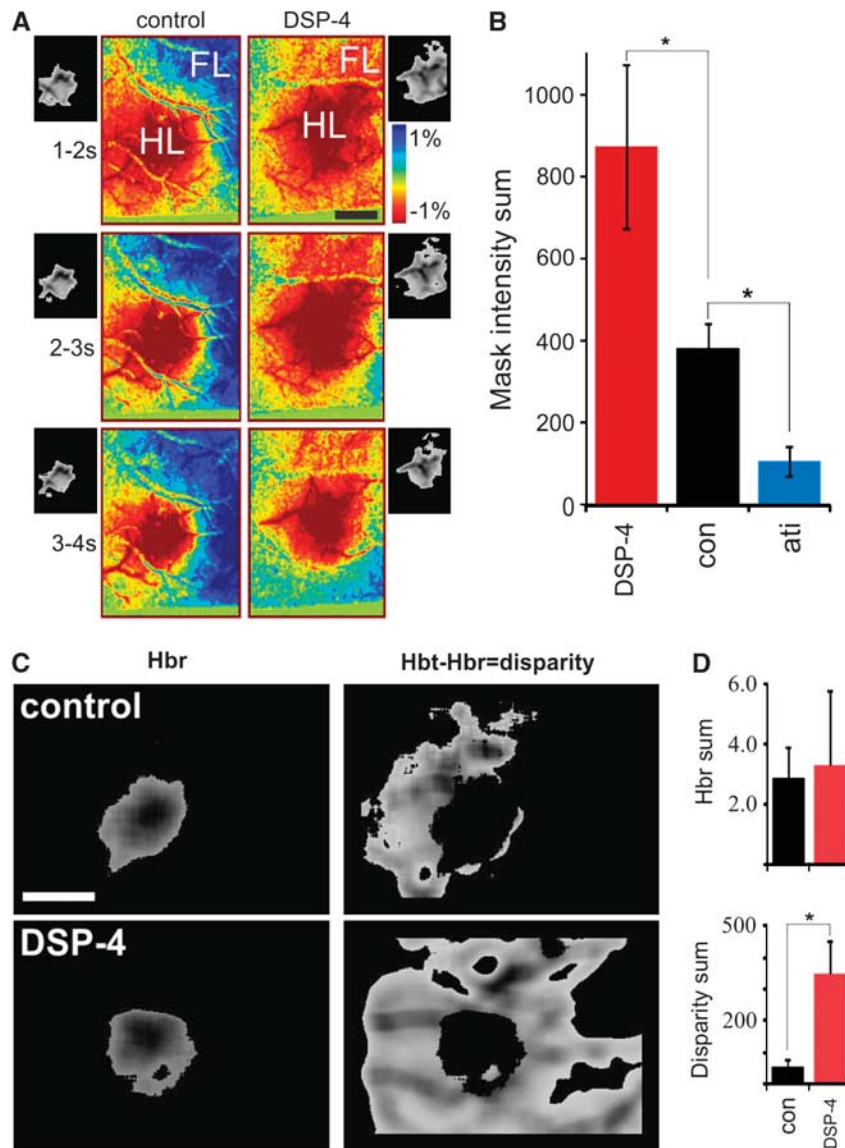 A
control
DSP-4
FL
FL
HL
HL
1-2s
1%
-1%
2-3s
3-4s
B
*
*
1000
800
600
400
200
0
Mask intensity sum
DSP-4
con
ati
C
Hbr
Hbt-Hbr=disparity
control
DSP-4
D
6.0
4.0
2.0
Hbr sum
*
500
200
Disparity sum
con
DSP-4